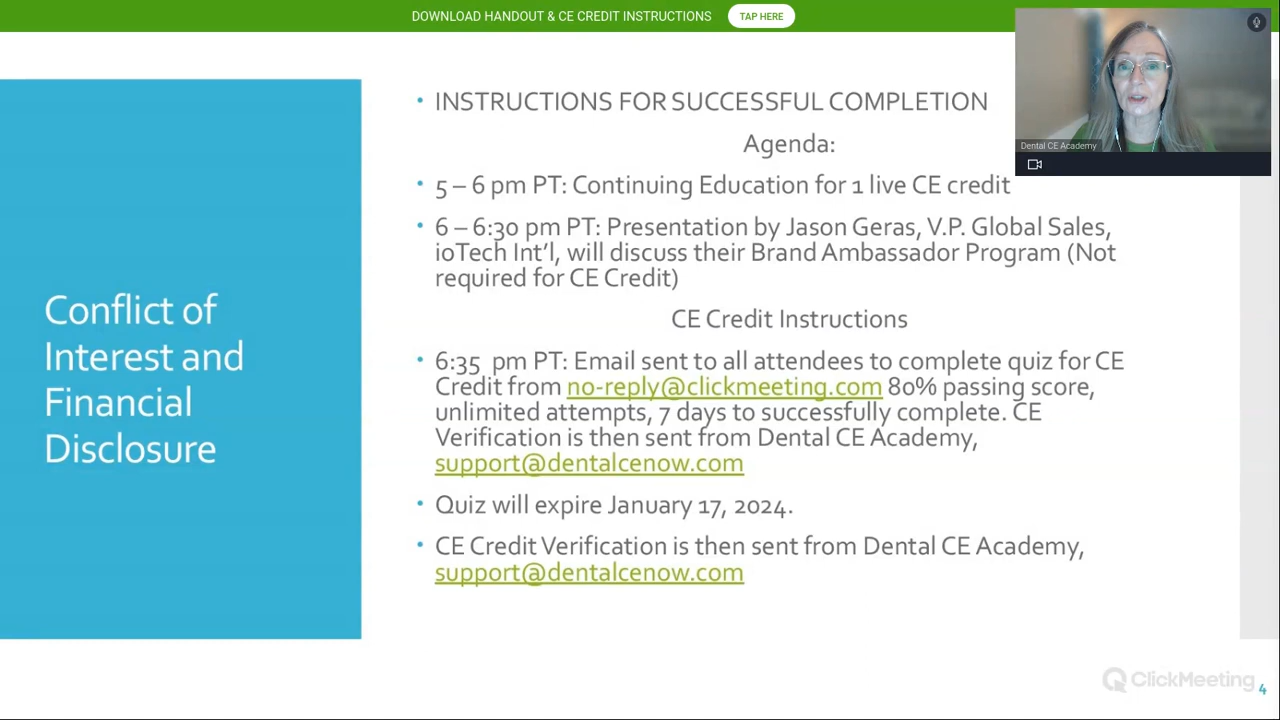 DOWNLOAD HANDOUT & CE CREDIT INSTRUCTIONS TAP HERE
Dental CE Academy
Conflict of
Interest and
Financial
Disclosure
• INSTRUCTIONS FOR SUCCESSFUL COMPLETION
Agenda:
• 5 – 6 pm PT: Continuing Education for 1 live CE credit
• 6 – 6:30 pm PT: Presentation by Jason Geras, V.P. Global Sales,
ioTech Int’l, will discuss their Brand Ambassador Program (Not
required for CE Credit)
CE Credit Instructions
• 6:35 pm PT: Email sent to all attendees to complete quiz for CE
Credit from no-reply@clickmeeting.com 80% passing score,
unlimited attempts, 7 days to successfully complete. CE
Verification is then sent from Dental CE Academy,
support@dentalcenow.com
• Quiz will expire January 17, 2024.
• CE Credit Verification is then sent from Dental CE Academy,
support@dentalcenow.com
ClickMeeting
4